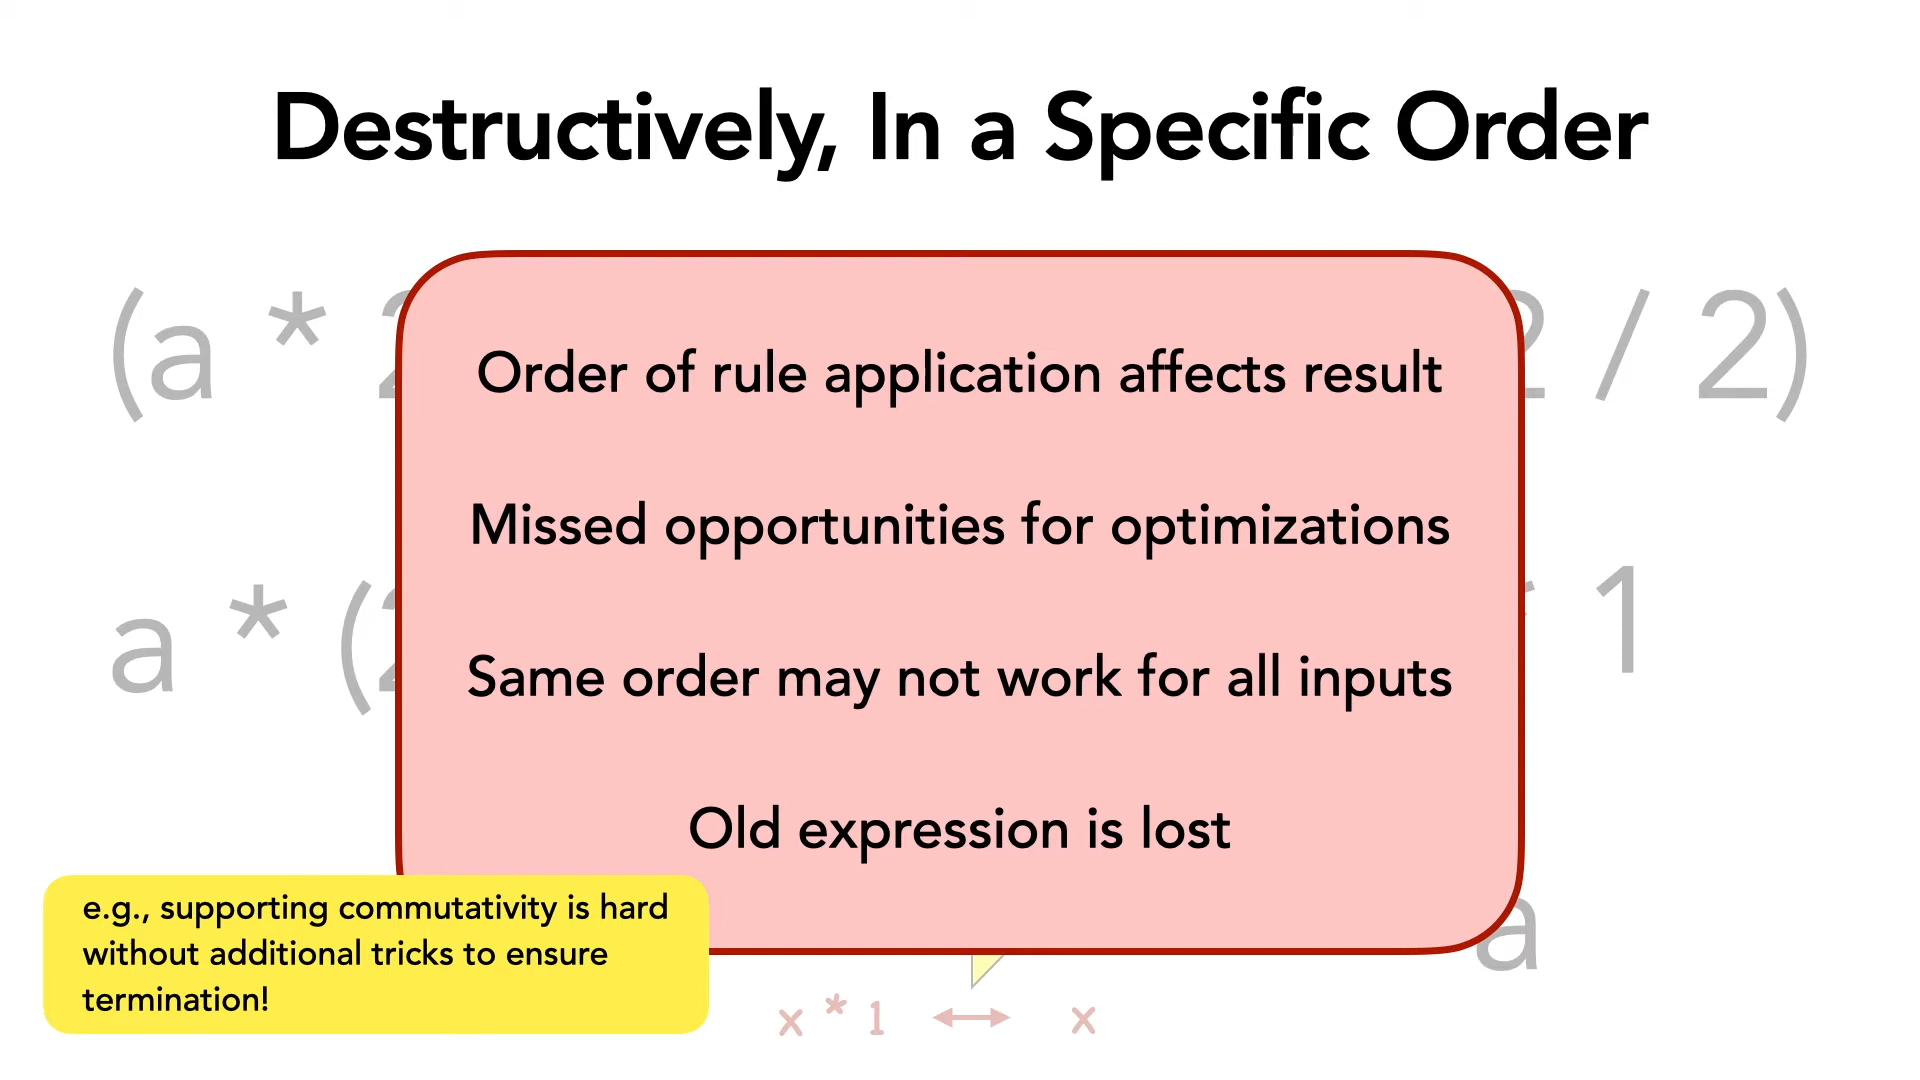 Destructively, In a Specific Order
(a * 2 / 2)
Order of rule application affects result
Missed opportunities for optimizations
a * ( 1
Same order may not work for all inputs
Old expression is lost
e.g., supporting commutativity is hard
without additional tricks to ensure
termination!
a
x * 1 ↔ x